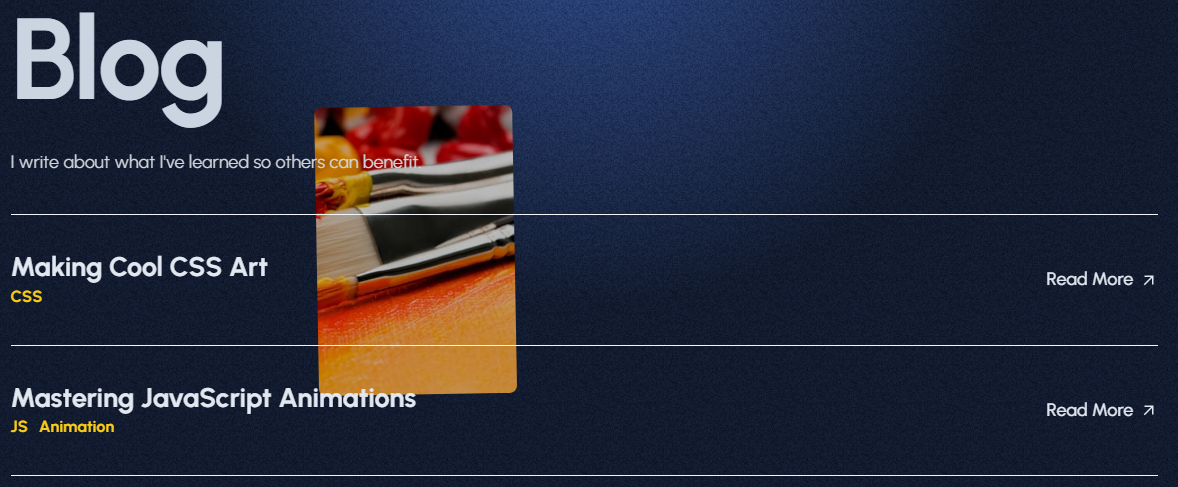 Blog
I write about what I've learned so others can benefit
Making Cool CSS Art
CSS
Read More
Mastering JavaScript Animations
JS Animation
Read More